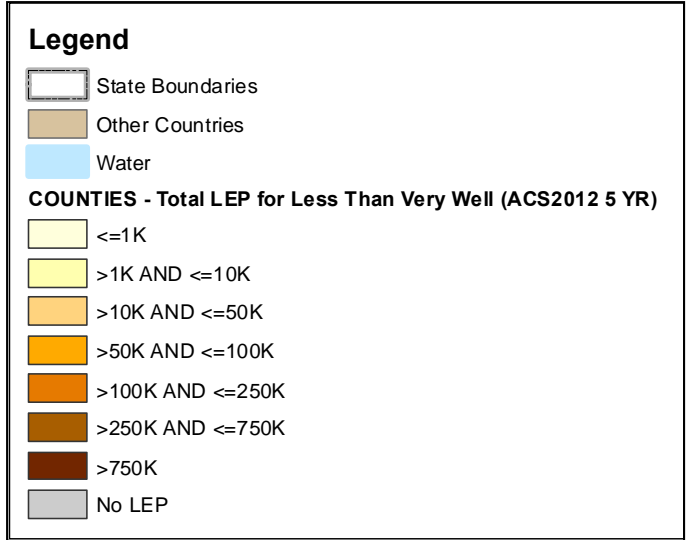 Legend
State Boundaries
Other Countries
Water
COUNTIES - Total LEP for Less Than Very Well (ACS2012 5 YR)
<=1K
>1K AND <=10K
>10K AND <=50K
>50K AND <=100K
>100K AND <=250K
>250K AND <=750K
>750K
No LEP